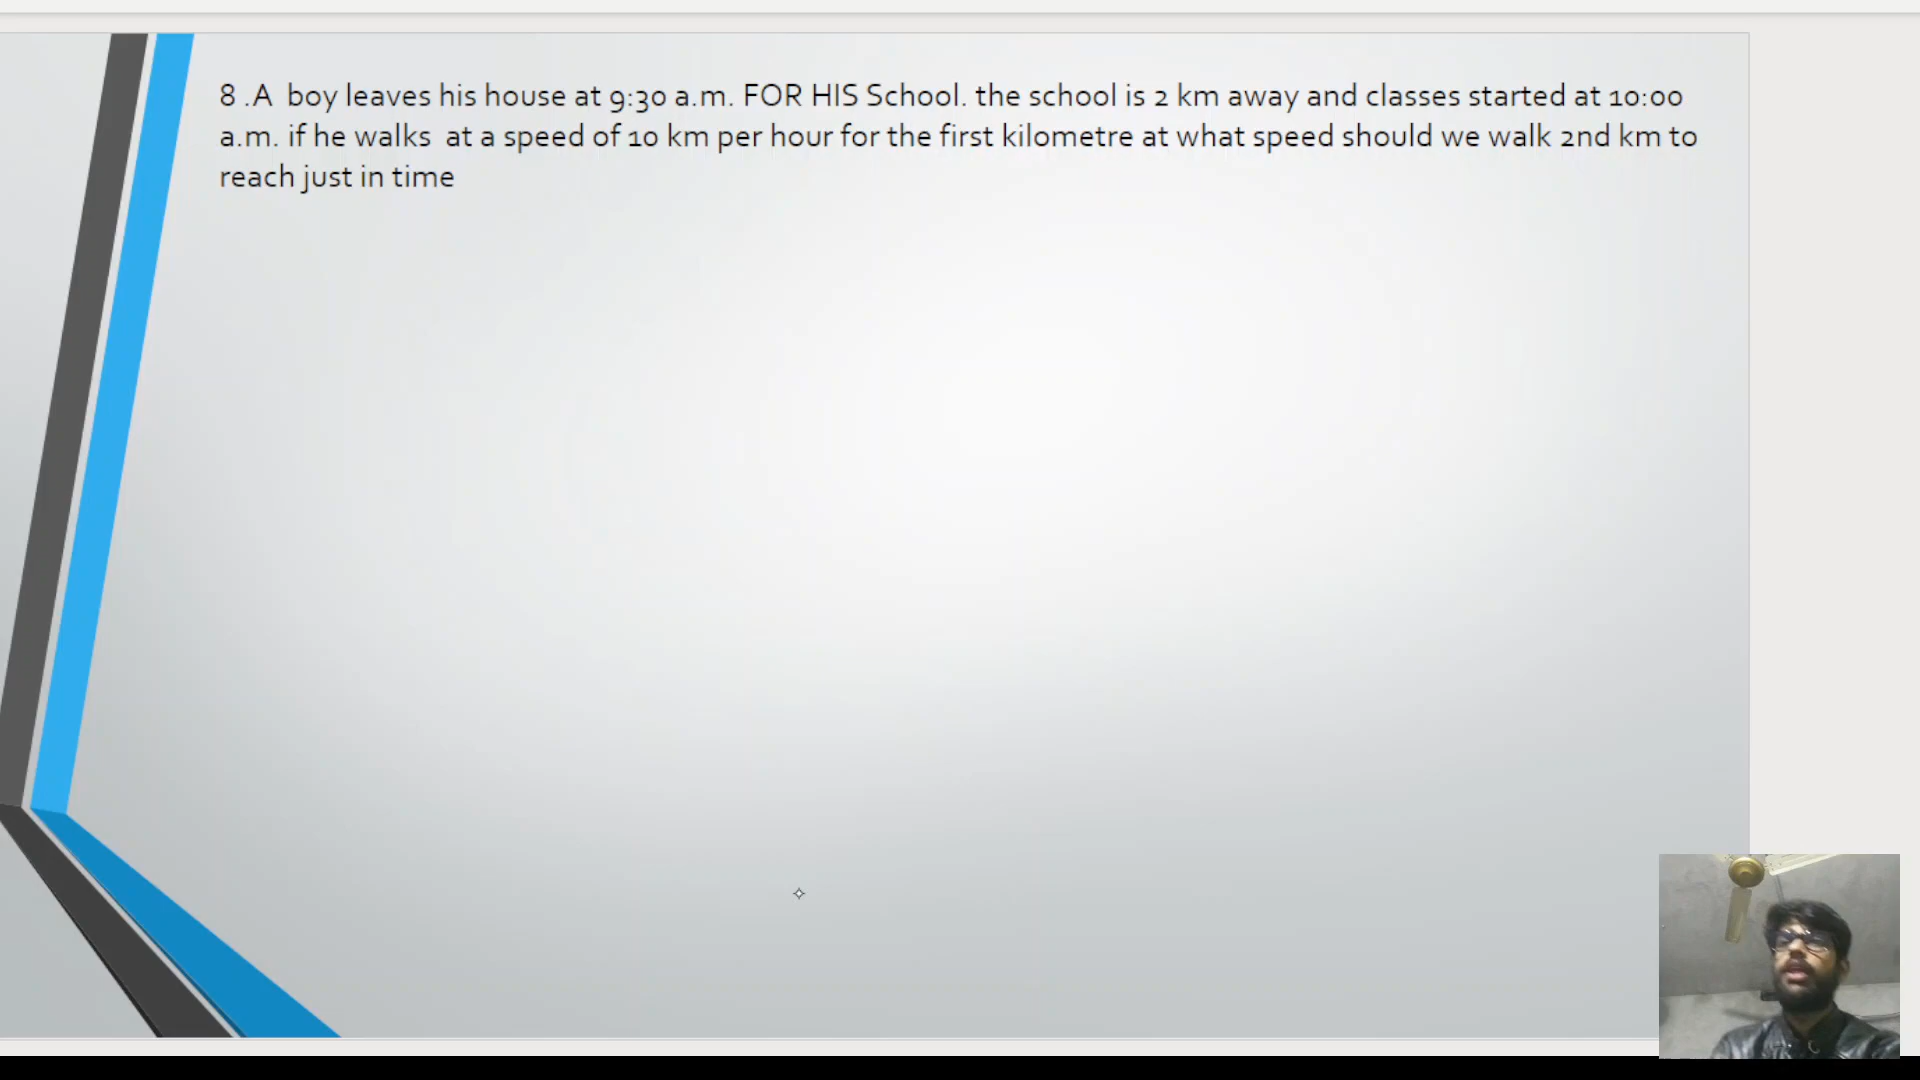 8 .A boy leaves his house at 9:30 a.m. FOR HIS School. the school is 2 km away and classes started at 10:00
a.m. if he walks at a speed of 10 km per hour for the first kilometre at what speed should we walk 2nd km to
reach just in time